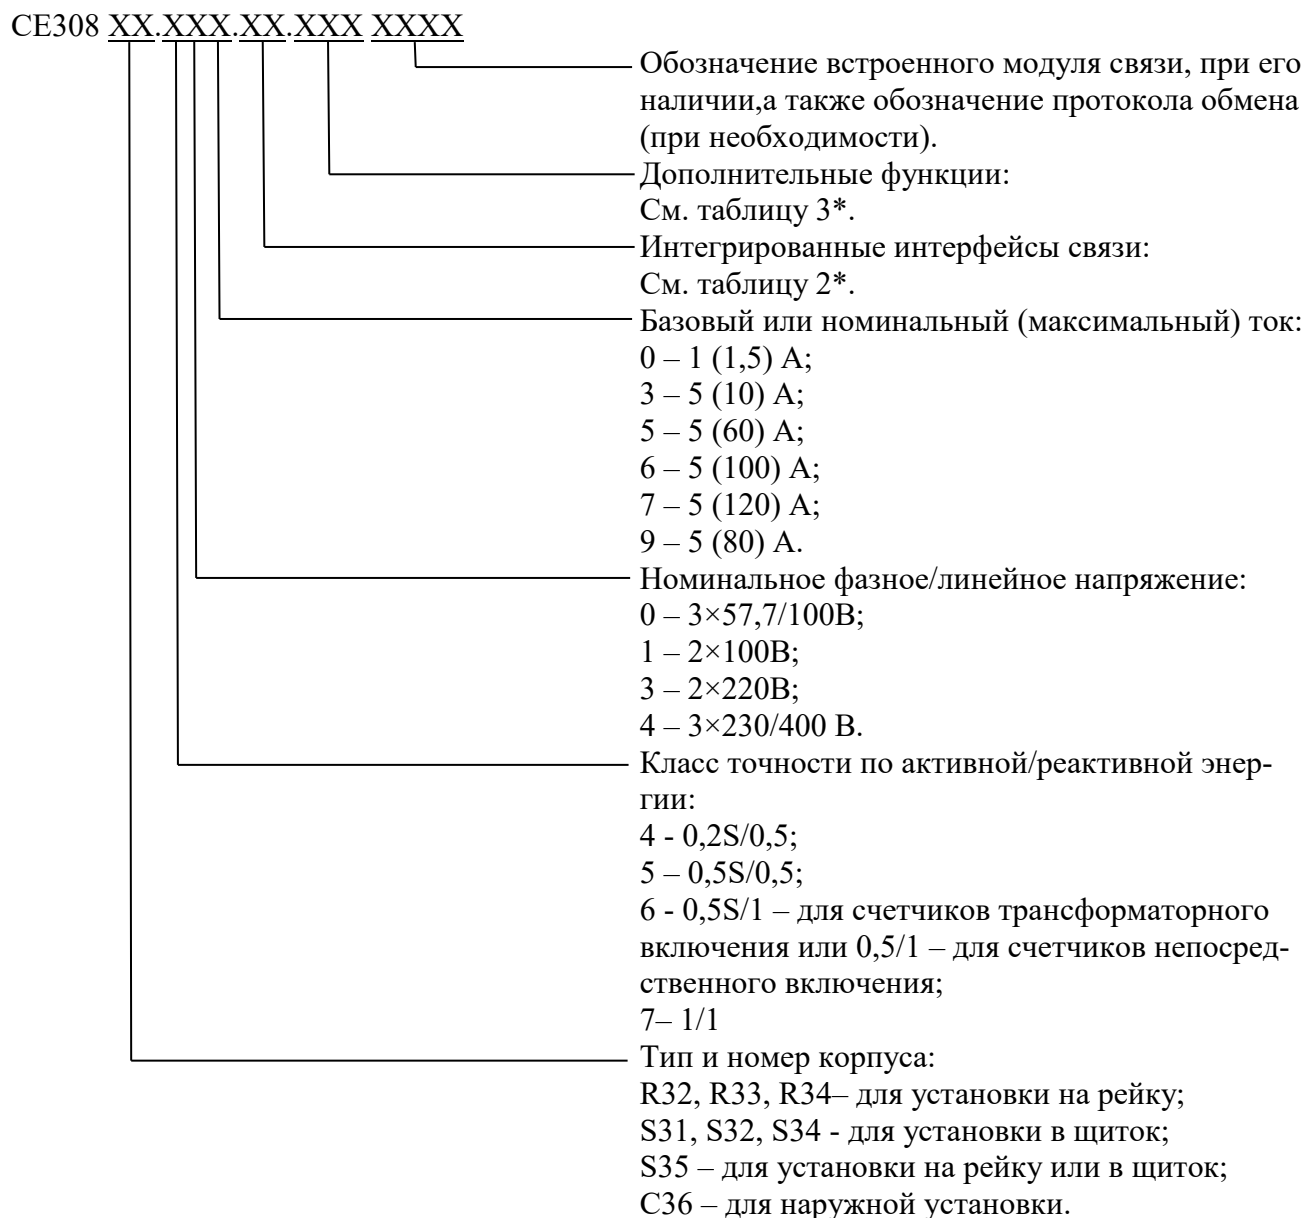 СЕ308 XX.XXX.XX.XXX XXXX
Обозначение встроенного модуля связи, при его
наличии,а также обозначение протокола обмена
(при необходимости).
Дополнительные функции:
См. таблицу 3*.
Интегрированные интерфейсы связи:
См. таблицу 2*.
Базовый или номинальный (максимальный) ток:
0 – 1 (1,5) А;
3 – 5 (10) А;
5 – 5 (60) А;
6 – 5 (100) А;
7 – 5 (120) А;
9 – 5 (80) А.
Номинальное фазное/линейное напряжение:
0 – 3×57,7/100В;
1 – 2×100В;
3 – 2×220В;
4 – 3×230/400 В.
Класс точности по активной/реактивной энер-
гии:
4 - 0,2S/0,5;
5 – 0,5S/0,5;
6 - 0,5S/1 – для счетчиков трансформаторного
включения или 0,5/1 – для счетчиков непосред-
ственного включения;
7– 1/1
Тип и номер корпуса:
R32, R33, R34– для установки на рейку;
S31, S32, S34 - для установки в щиток;
S35 – для установки на рейку или в щиток;
С36 – для наружной установки.